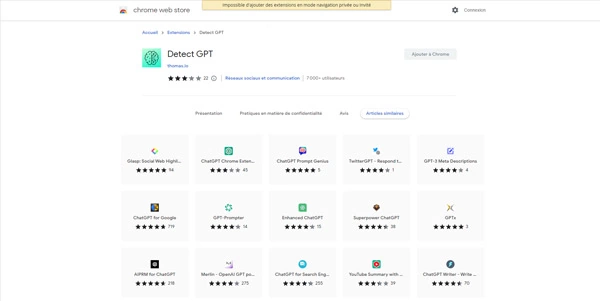 Impossible d'ajouter des extensions en mode navigation privée ou invité
chrome web store
Connexion
Accueil > Extensions > Detect GPT
Detect GPT
Ajouter à Chrome
thomas.io
22 Réseaux sociaux et communication 7 000+ utilisateurs
Présentation Pratiques en matière de confidentialité Avis Articles similaires
Glasp: Social Web Highli... ChatGPT Chrome Exten... ChatGPT Prompt Genius TwitterGPT - Respond t... GPT-3 Meta Descriptions
94 45 5 1 4
ChatGPT for Google GPT-Prompter Enhanced ChatGPT Superpower ChatGPT GPTx
719 14 15 38 3
AIPRM for ChatGPT Merlin - OpenAI GPT po... ChatGPT for Search Eng... YouTube Summary with ... ChatGPT Writer - Write ...
218 275 255 39 70